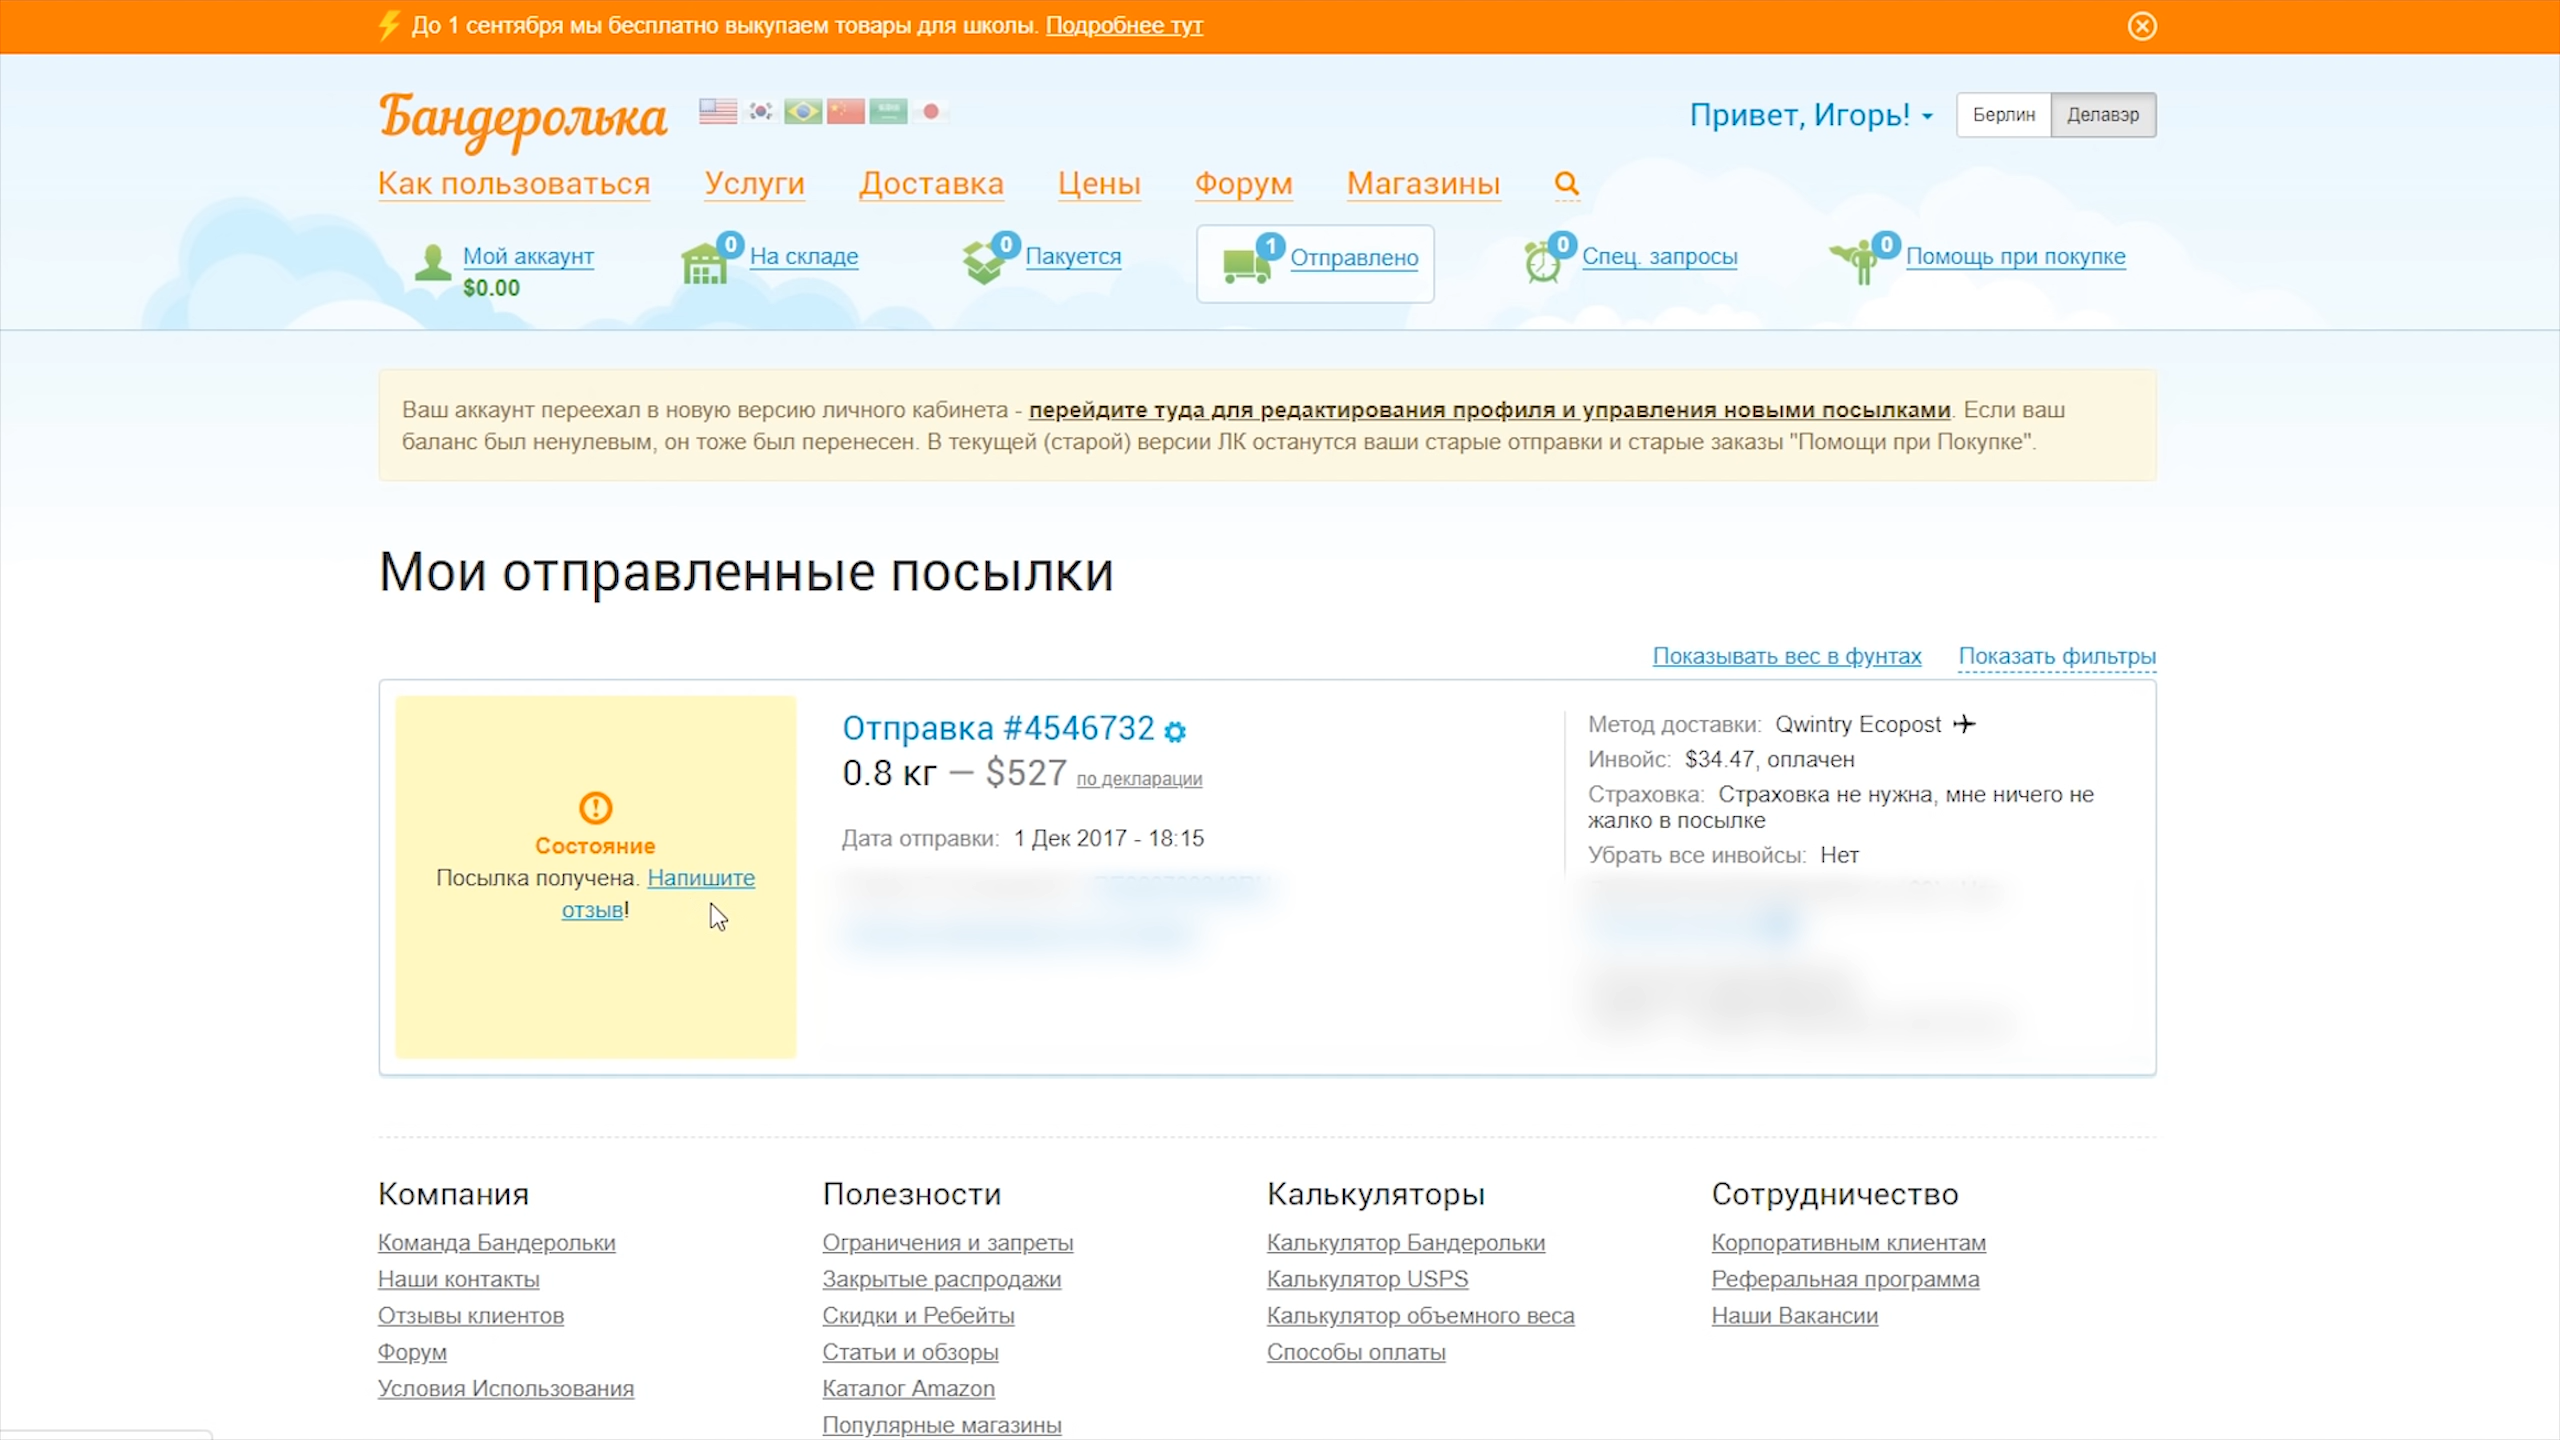 До 1 сентября мы бесплатно выкупаем товары для школы. Подробнее тут
Бандеролька
Привет, Игорь!
Берлин
Делавэр
Как пользоваться
Услуги
Доставка
Цены
Форум
Магазины
Мой аккаунт
$0.00
0
На складе
0
Пакуется
1
Отправлено
0
Спец. запросы
0
Помощь при покупке
Ваш аккаунт переехал в новую версию личного кабинета - перейдите туда для редактирования профиля и управления новыми посылками. Если ваш
баланс был ненулевым, он тоже был перенесен. В текущей (старой) версии ЛК останутся ваши старые отправки и старые заказы "Помощи при Покупке".
Мои отправленные посылки
Показывать вес в фунтах
Показать фильтры
Состояние
Посылка получена. Напишите
отзыв!
Отправка #4546732
0.8 кг — $527 по декларации
Дата отправки: 1 Дек 2017 - 18:15
Метод доставки: Qwintry Ecopost
Инвойс: $34.47, оплачен
Страховка: Страховка не нужна, мне ничего не
жалко в посылке
Убрать все инвойсы: Нет
Компания
Команда Бандерольки
Наши контакты
Отзывы клиентов
Форум
Условия Использования
Полезности
Ограничения и запреты
Закрытые распродажи
Скидки и Ребейты
Статьи и обзоры
Каталог Amazon
Популярные магазины
Калькуляторы
Калькулятор Бандерольки
Калькулятор USPS
Калькулятор объемного веса
Способы оплаты
Сотрудничество
Корпоративным клиентам
Реферальная программа
Наши Вакансии